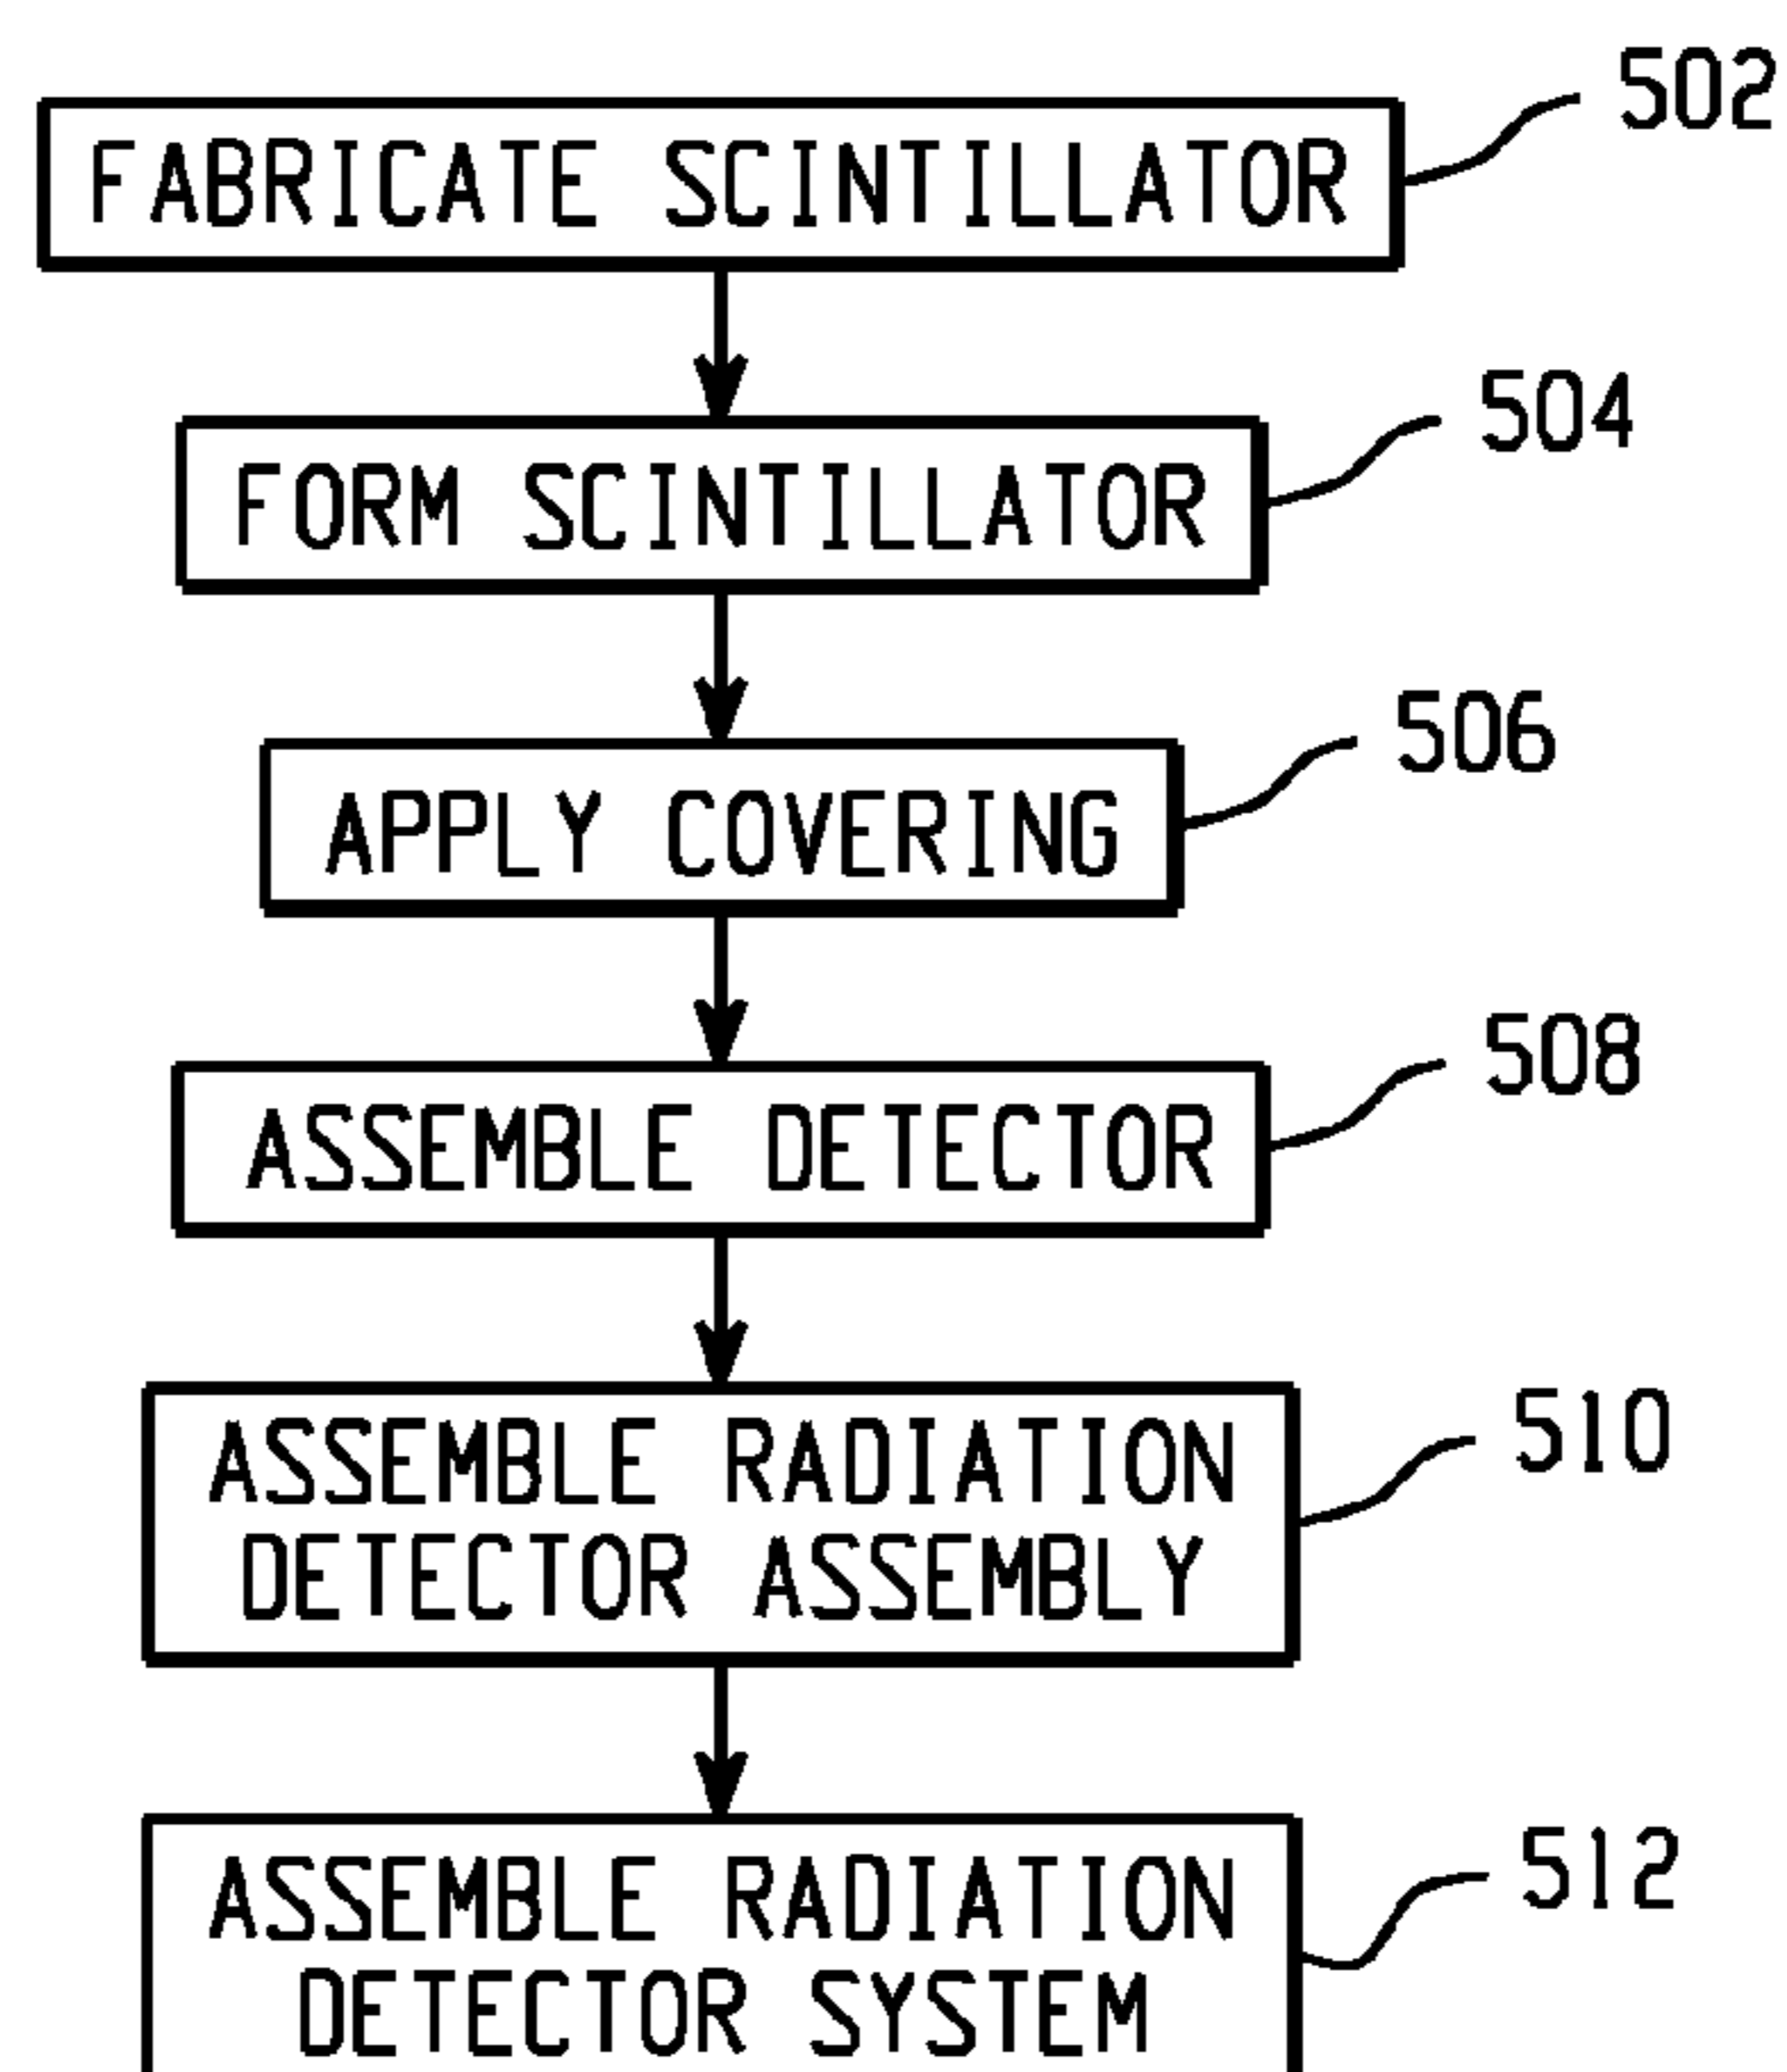 502
FABRICATE SCINTILLATOR
504
FORM SCINTILLATOR
506
APPLY COVERING
508
ASSEMBLE DETECTOR
510
ASSEMBLE RADIATION
DETECTOR ASSEMBLY
512
ASSEMBLE RADIATION
DETECTOR SYSTEM